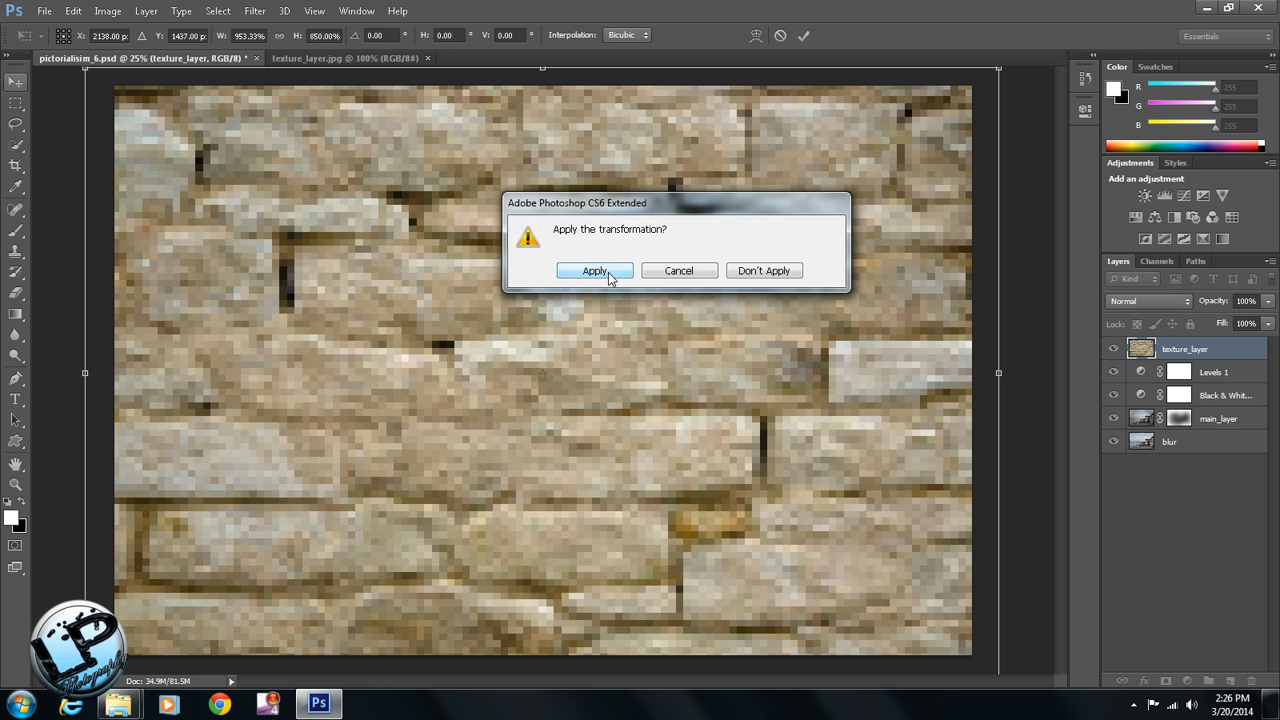 Ps File Edit Image Layer Type Select Filter 3D View Window Help
X: 2138.00 p: Y: 1437.00 p: W: 953.33% H: 850.00% 0.00 ° H: 0.00 ° V: 0.00 ° Interpolation: Bicubic Essentials
pictorialisim_6.psd @ 25% (texture_layer, RGB/8) * × texture_layer.jpg @ 100% (RGB/8#) ×
Color Swatches
R 255
G 255
B 255
Adjustments Styles
Add an adjustment
Adobe Photoshop CS6 Extended
Apply the transformation?
Apply Cancel Don't Apply
Layers Channels Paths
Kind
Normal Opacity: 100%
Lock: Fill: 100%
texture_layer
Levels 1
Black & Whit...
main_layer
blur
LP
Photography
Doc: 34.9M/81.5M
4
Ps
2:26 PM
3/20/2014